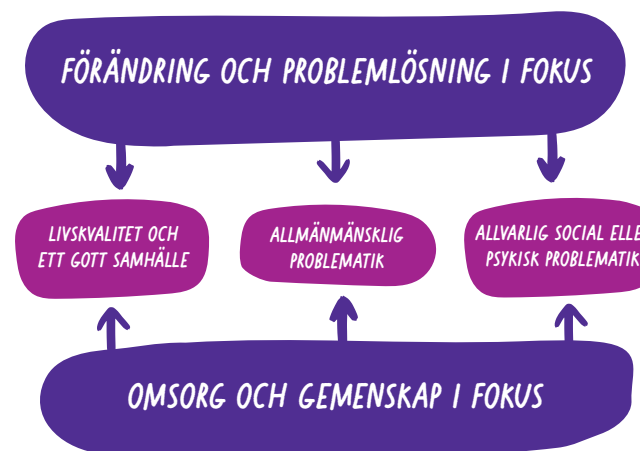 FÖRÄNDRING OCH PROBLEMLÖSNING I FOKUS
LIVSKVALITET OCH
ETT GOTT SAMHÄLLE
ALLMÄNMÄNSKLIG
PROBLEMATIK
ALLVARLIG SOCIAL ELLE
PSYKISK PROBLEMATIK
OMSORG OCH GEMENSKAP I FOKUS